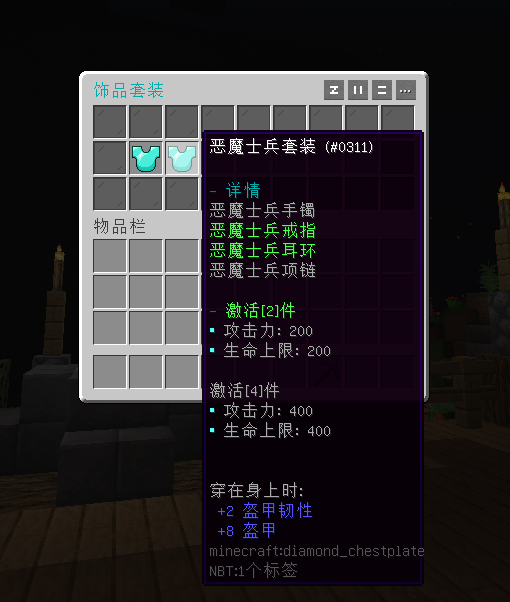 饰品套装
恶魔士兵套装 (#0311)
- 详情
恶魔士兵手镯
恶魔士兵戒指
恶魔士兵耳环
恶魔士兵项链
- 激活[2]件
▪ 攻击力: 200
▪ 生命上限: 200
激活[4]件
▪ 攻击力: 400
▪ 生命上限: 400
穿在身上时:
+2 盔甲韧性
+8 盔甲
minecraft:diamond_chestplate
NBT:1个标签
物品栏